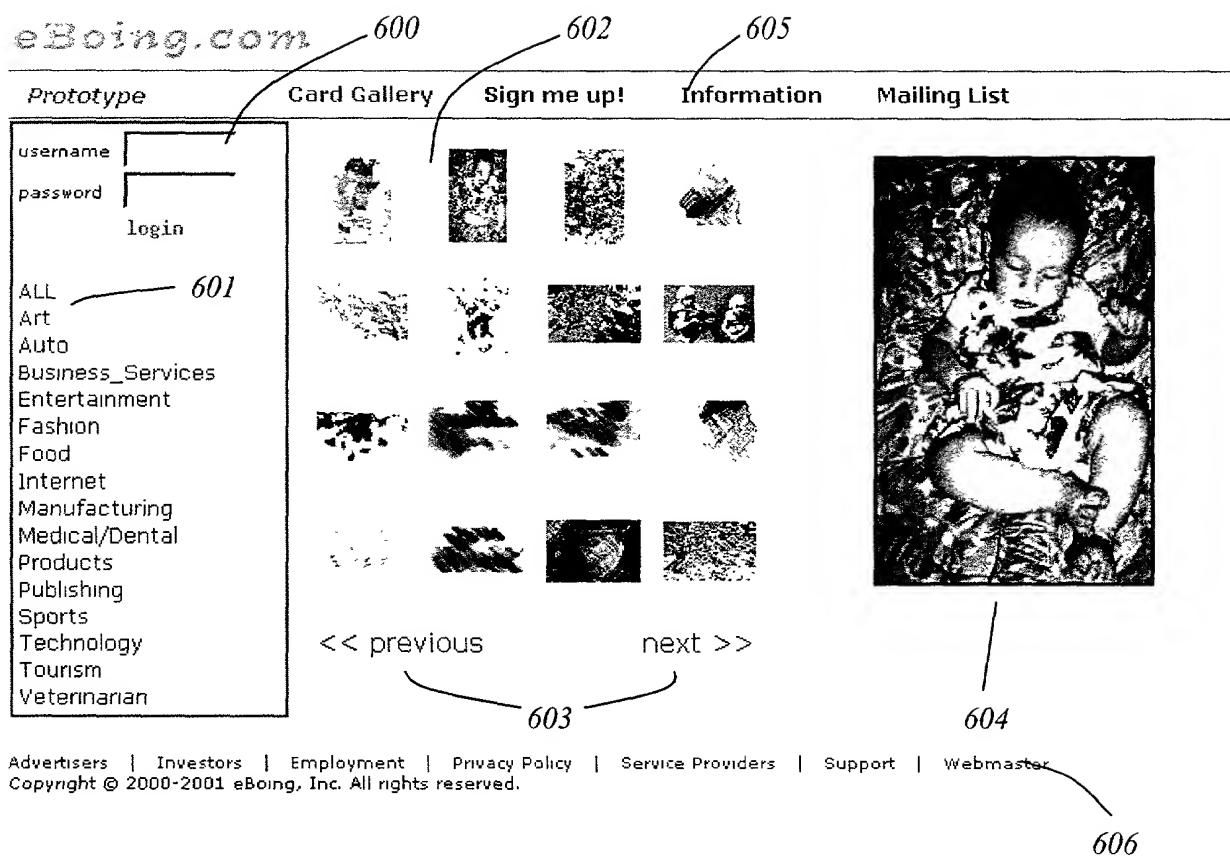 eBoing.com 600 602 605
Prototype Card Gallery Sign me up! Information Mailing List
username
password
login
601
ALL
Art
Auto
Business_Services
Entertainment
Fashion
Food
Internet
Manufacturing
Medical/Dental
Products
Publishing
Sports
Technology
Tourism
Veterinarian
<< previous next >>
603 604
Advertisers | Investors | Employment | Privacy Policy | Service Providers | Support | Webmaster
Copyright © 2000-2001 eBoing, Inc. All rights reserved.
606